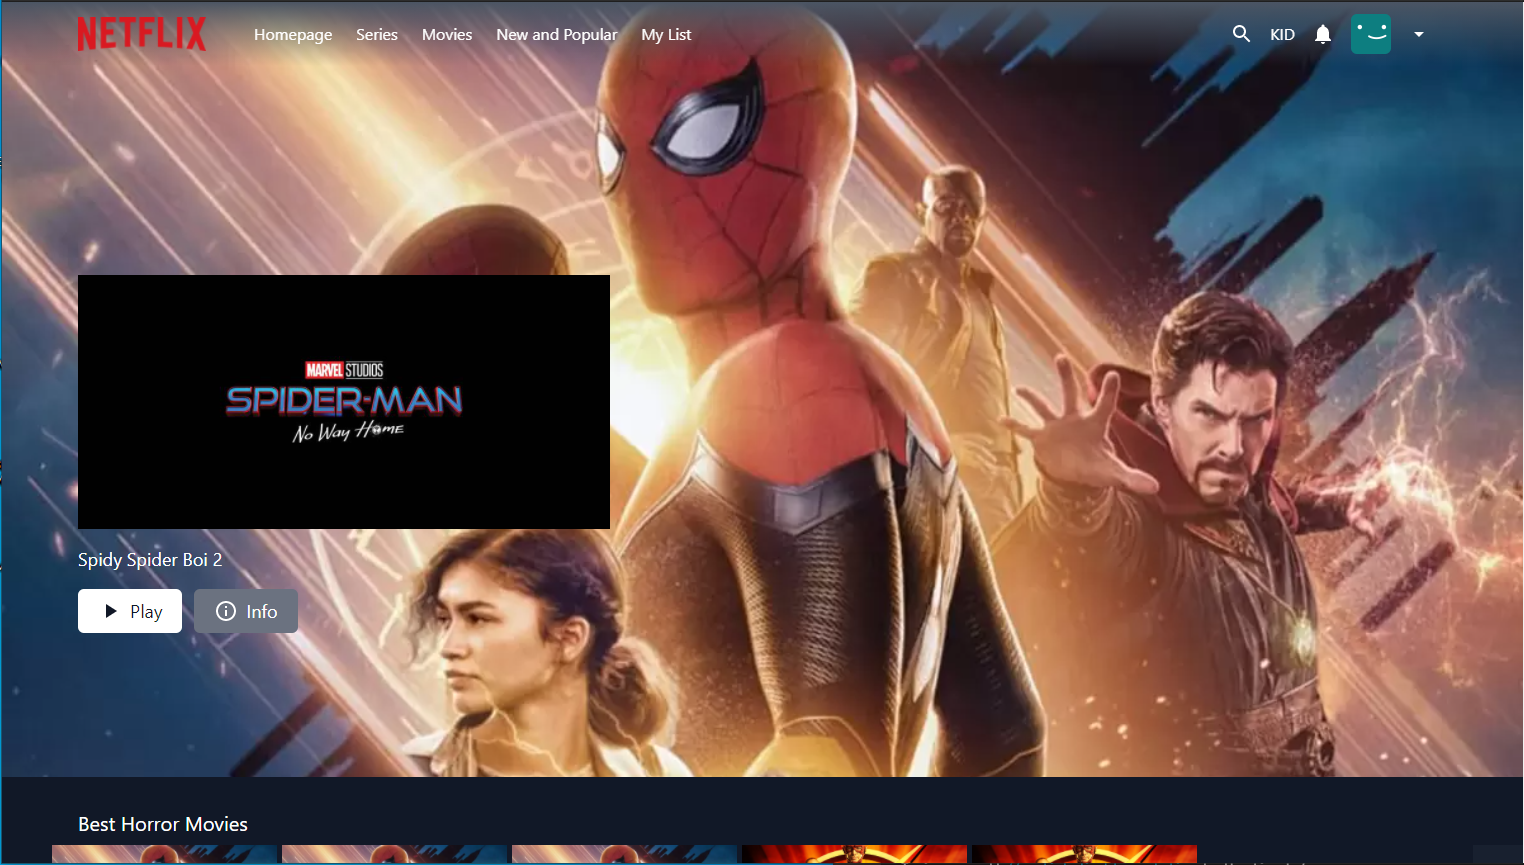 NETFLIX Homepage Series Movies New and Popular My List KID
MARVEL STUDIOS
SPIDER-MAN
No Way Home
Spidy Spider Boi 2
Play Info
Best Horror Movies